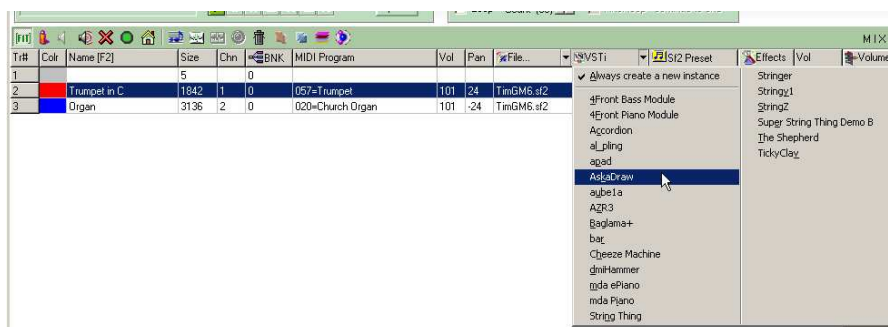 FIT
MIX
Tr# Colr Name [F2] Size Chn BNK MIDI Program Vol Pan File... VSTi Sf2 Preset Effects Vol Volume
1 5 0
2 Trumpet in C 1842 1 0 057=Trumpet 101 24 TimGM6.sf2
3 Organ 3136 2 0 020=Church Organ 101 -24 TimGM6.sf2
Always create a new instance
4Front Bass Module
4Front Piano Module
Accordion
al_pling
apad
AskaDraw
aybe1a
AZR3
Baglama+
bar
Cheeze Machine
dmiHammer
mda ePiano
mda Piano
String Thing
Stringer
Stringy1
StringZ
Super String Thing Demo B
The Shepherd
TickyClav